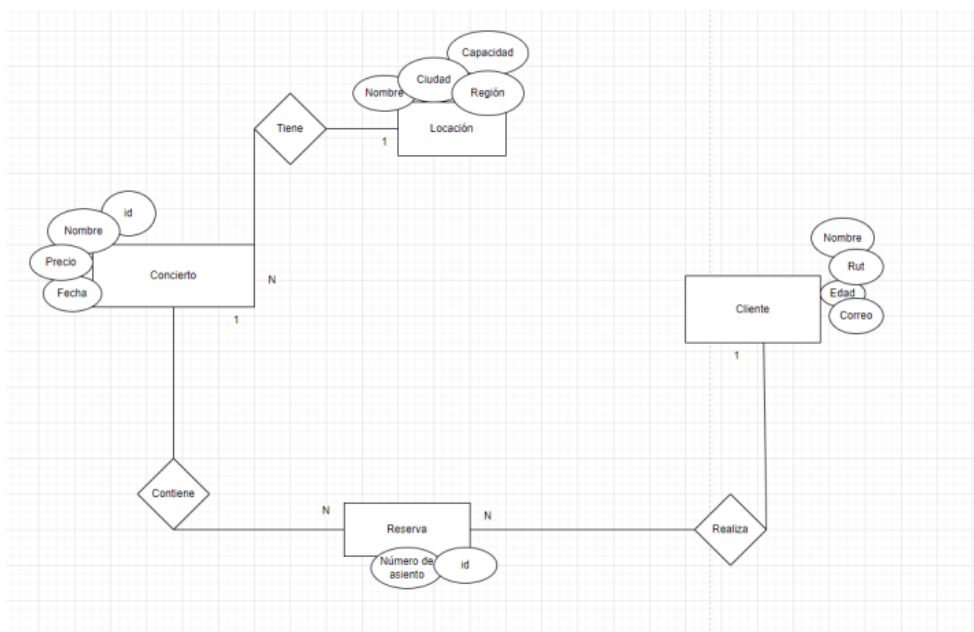 Capacidad
Ciudad
Nombre
Región
Tiene
Locación
1
id
Nombre
Precio
Concierto
Fecha
N
1
Nombre
Rut
Edad
Correo
Cliente
1
Contiene
N
Reserva
N
Realiza
Número de
asiento
id